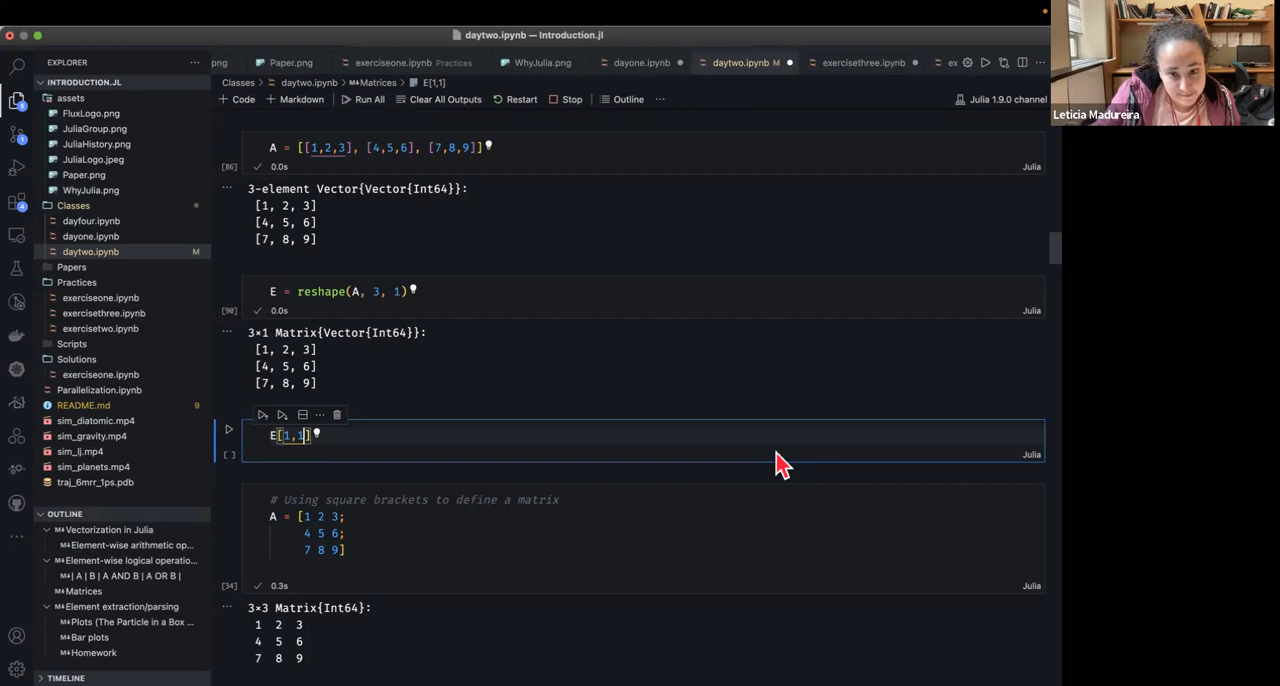 daytwo.ipynb — Introduction.jl
EXPLORER
png
Paper.png
exerciseone.ipynb Practices
WhyJulia.png
dayone.ipynb
daytwo.ipynb M
exercisethree.ipynb
ex
INTRODUCTION.JL
Classes > daytwo.ipynb > M↓Matrices > E[1,1]
+ Code + Markdown Run All Clear All Outputs Restart Stop Outline
Julia 1.9.0 channel
Leticia Madureira
assets
FluxLogo.png
JuliaGroup.png
JuliaHistory.png
JuliaLogo.jpeg
Paper.png
WhyJulia.png
Classes
dayfour.ipynb
dayone.ipynb
daytwo.ipynb M
Papers
Practices
exerciseone.ipynb
exercisethree.ipynb
exercisetwo.ipynb
Scripts
Solutions
exerciseone.ipynb
Parallelization.ipynb
README.md 9
sim_diatomic.mp4
sim_gravity.mp4
sim_lj.mp4
sim_planets.mp4
traj_6mrr_1ps.pdb
OUTLINE
M↓Vectorization in Julia
M↓Element-wise arithmetic op...
M↓Element-wise logical operatio...
M↓| A | B | A AND B | A OR B |
M↓Matrices
M↓Element extraction/parsing
M↓Plots (The Particle in a Box ...
M↓Bar plots
M↓Homework
TIMELINE
5
1
4
A = [[1,2,3], [4,5,6], [7,8,9]]
[86] 0.0s Julia
3-element Vector{Vector{Int64}}:
[1, 2, 3]
[4, 5, 6]
[7, 8, 9]
E = reshape(A, 3, 1)
[90] 0.0s Julia
3×1 Matrix{Vector{Int64}}:
[1, 2, 3]
[4, 5, 6]
[7, 8, 9]
E[1,1]
[ ] Julia
# Using square brackets to define a matrix
A = [1 2 3;
4 5 6;
7 8 9]
[34] 0.3s Julia
3×3 Matrix{Int64}:
1 2 3
4 5 6
7 8 9